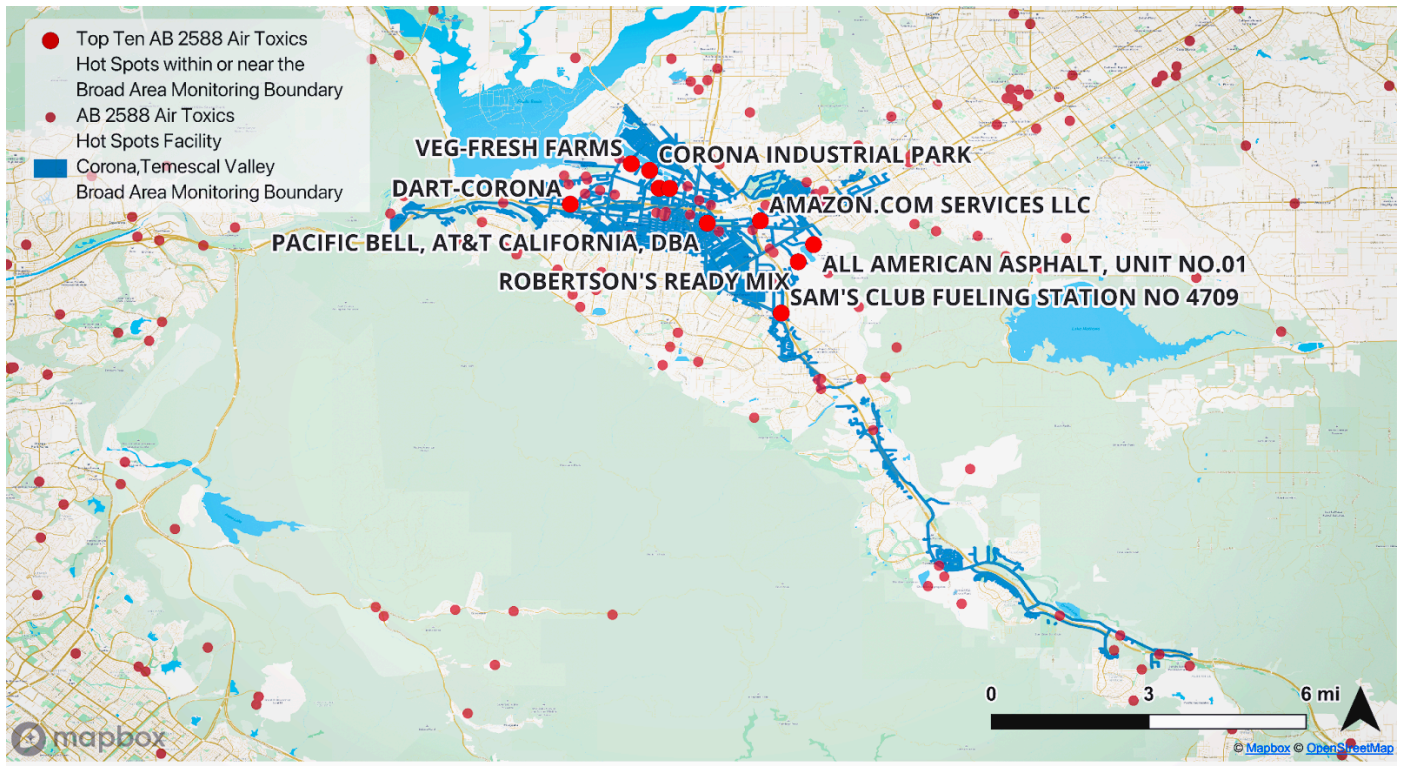 Top Ten AB 2588 Air Toxics
Hot Spots within or near the
Broad Area Monitoring Boundary
AB 2588 Air Toxics
Hot Spots Facility
Corona,Temescal Valley
Broad Area Monitoring Boundary
VEG-FRESH FARMS
CORONA INDUSTRIAL PARK
DART-CORONA
AMAZON.COM SERVICES LLC
PACIFIC BELL, AT&T CALIFORNIA, DBA
ALL AMERICAN ASPHALT, UNIT NO.01
ROBERTSON'S READY MIX
SAM'S CLUB FUELING STATION NO 4709
0 3 6 mi
mapbox
© Mapbox © OpenStreetMap